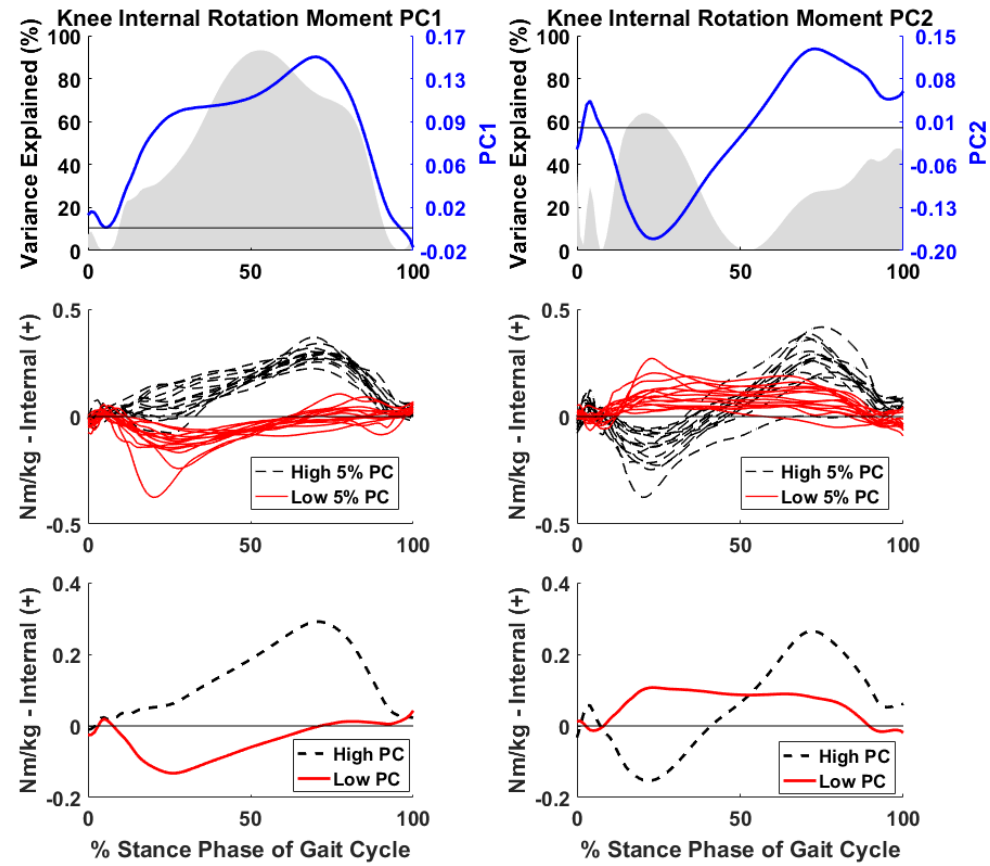 Knee Internal Rotation Moment PC1
Variance Explained (%)
100
80
60
40
20
0
0.17
0.13
0.09
0.06
0.02
-0.02
PC1
0
50
100
Knee Internal Rotation Moment PC2
Variance Explained (%)
100
80
60
40
20
0
0.15
0.08
0.01
-0.06
-0.13
-0.20
PC2
0
50
100
Nm/kg - Internal (+)
0.5
0
-0.5
High 5% PC
Low 5% PC
0
50
100
Nm/kg - Internal (+)
0.5
0
-0.5
High 5% PC
Low 5% PC
0
50
100
Nm/kg - Internal (+)
0.4
0.2
0
-0.2
High PC
Low PC
0
50
100
% Stance Phase of Gait Cycle
Nm/kg - Internal (+)
0.4
0.2
0
-0.2
High PC
Low PC
0
50
100
% Stance Phase of Gait Cycle